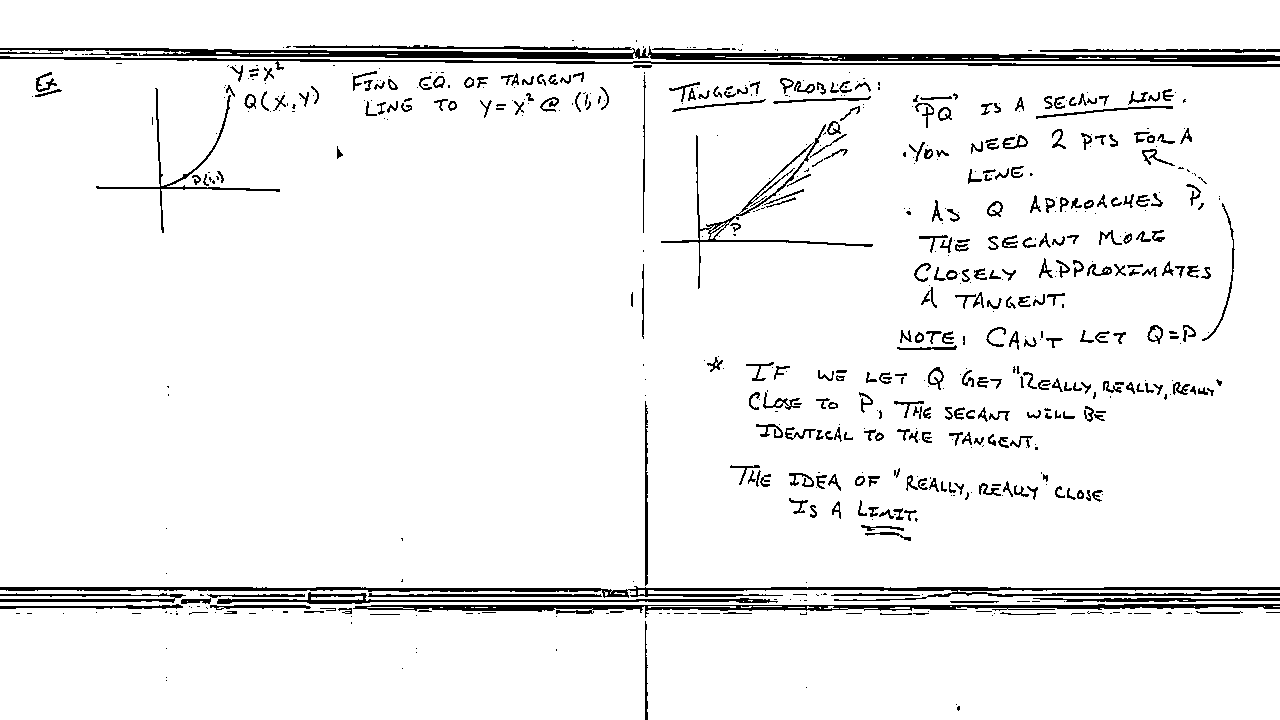 Ex
Y=X²
Q(X,Y)
P(1,1)
FIND EQ. OF TANGENT
LINE TO Y=X² @ (1,1)
TANGENT PROBLEM:
Q
P
PQ IS A SECANT LINE.
• YOU NEED 2 PTS FOR A
LINE.
• AS Q APPROACHES P,
THE SECANT MORE
CLOSELY APPROXIMATES
A TANGENT.
NOTE: CAN'T LET Q=P
* IF WE LET Q GET "REALLY, REALLY, REALLY"
CLOSE TO P, THE SECANT WILL BE
IDENTICAL TO THE TANGENT.
THE IDEA OF "REALLY, REALLY" CLOSE
IS A LIMIT.